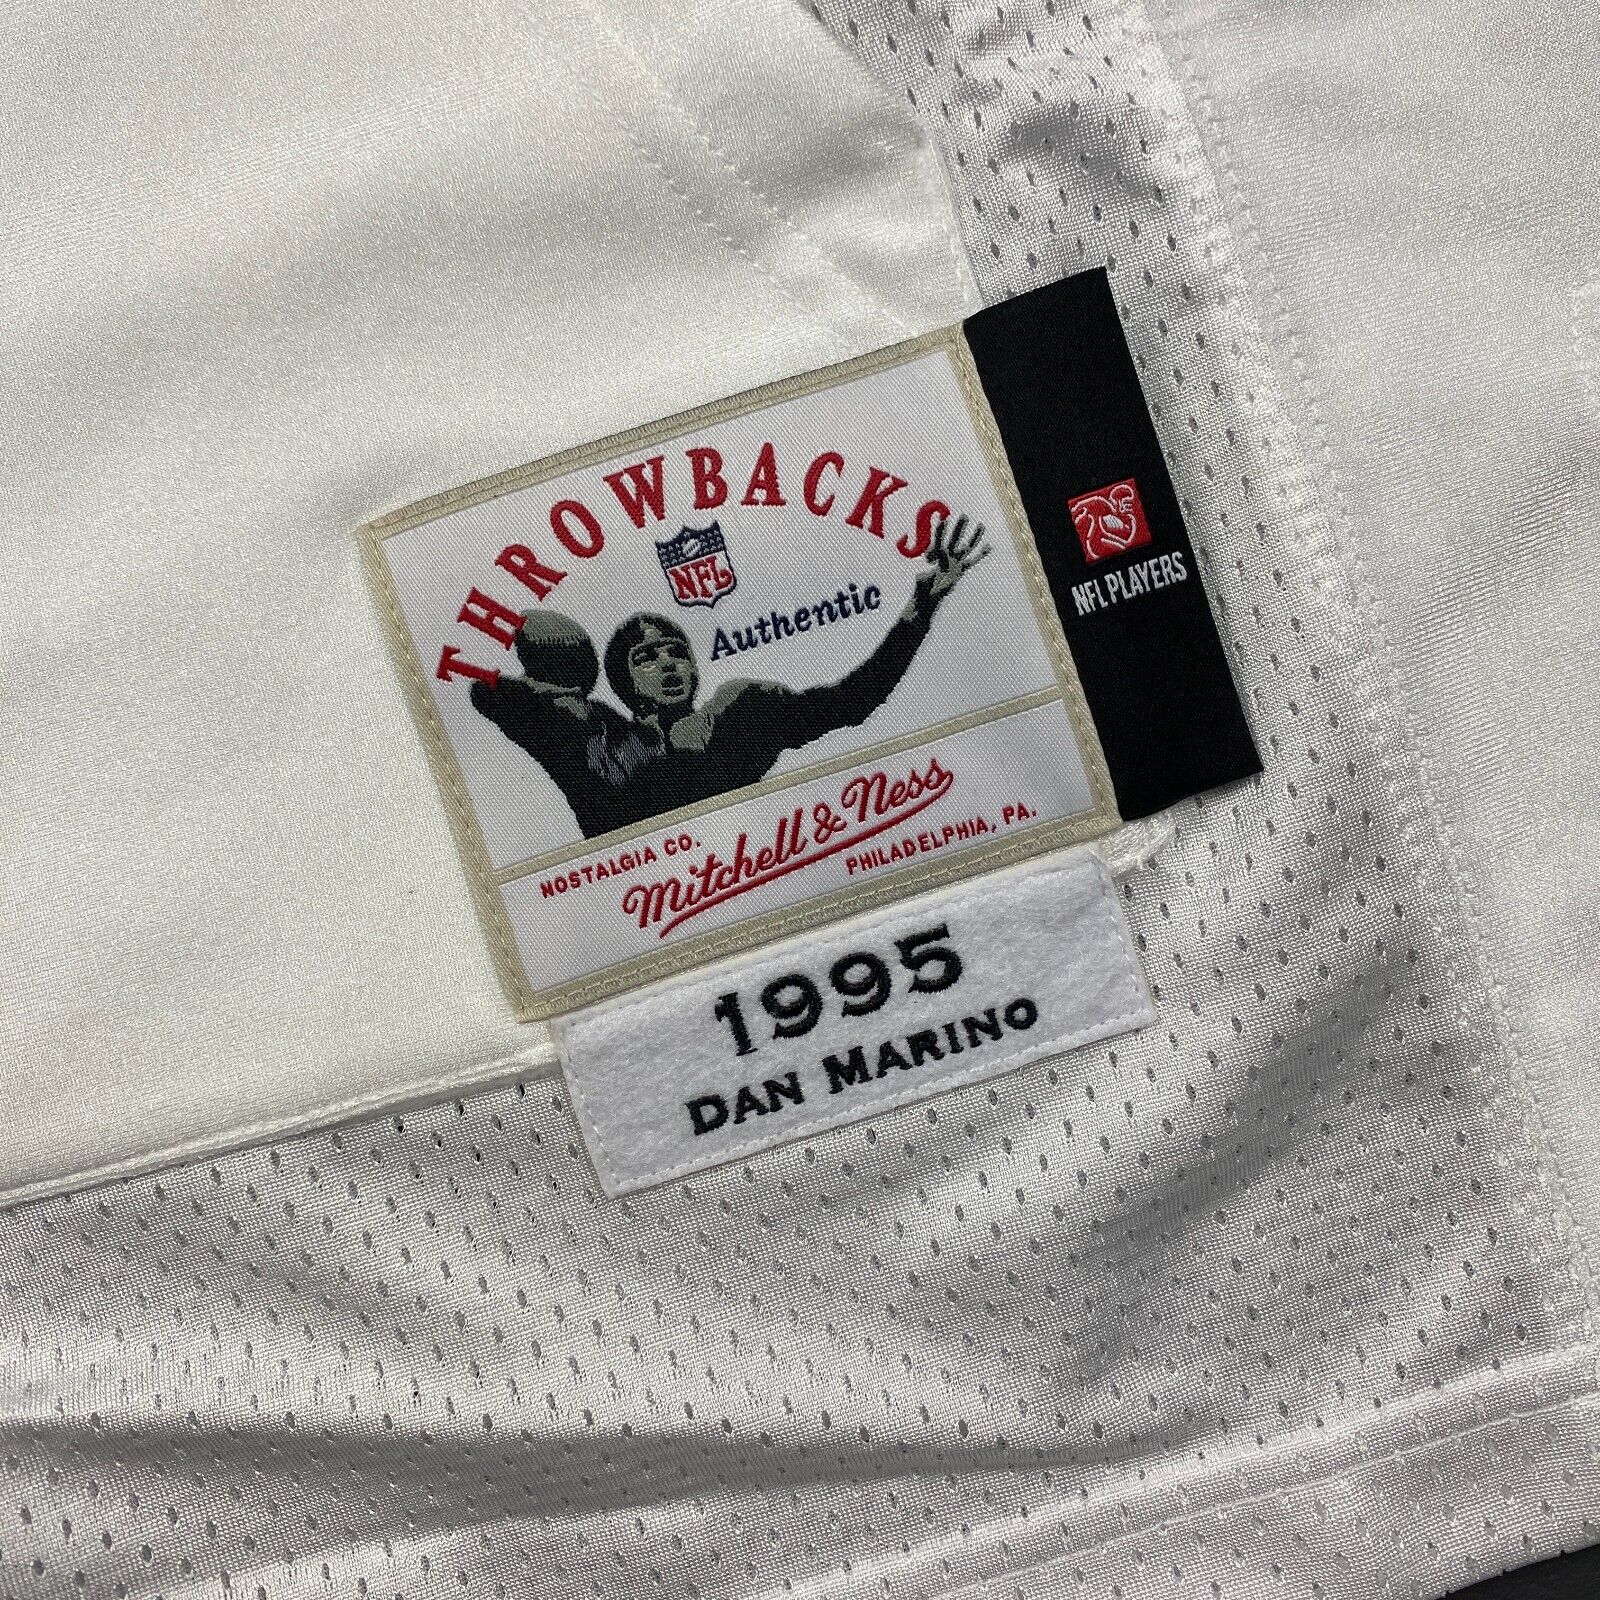 THROWBACKS
NFL
Authentic
NOSTALGIA CO.
Mitchell & Ness
PHILADELPHIA, PA.
NFL PLAYERS
1995
DAN MARINO